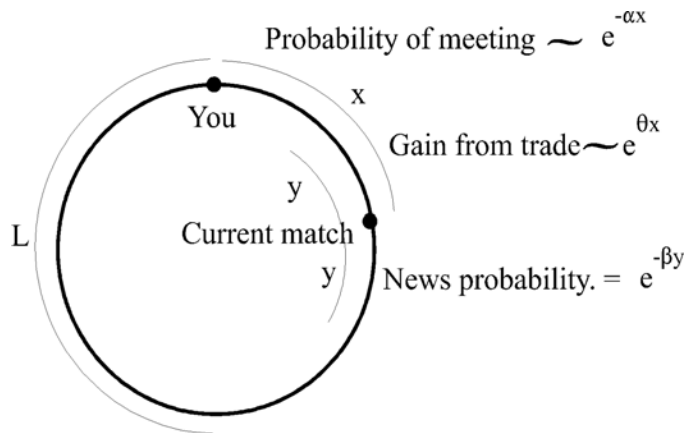 Probability of meeting ∼ e^-αx
x
You
Gain from trade∼e^θx
y
L
Current match
y
News probability. = e^-βy